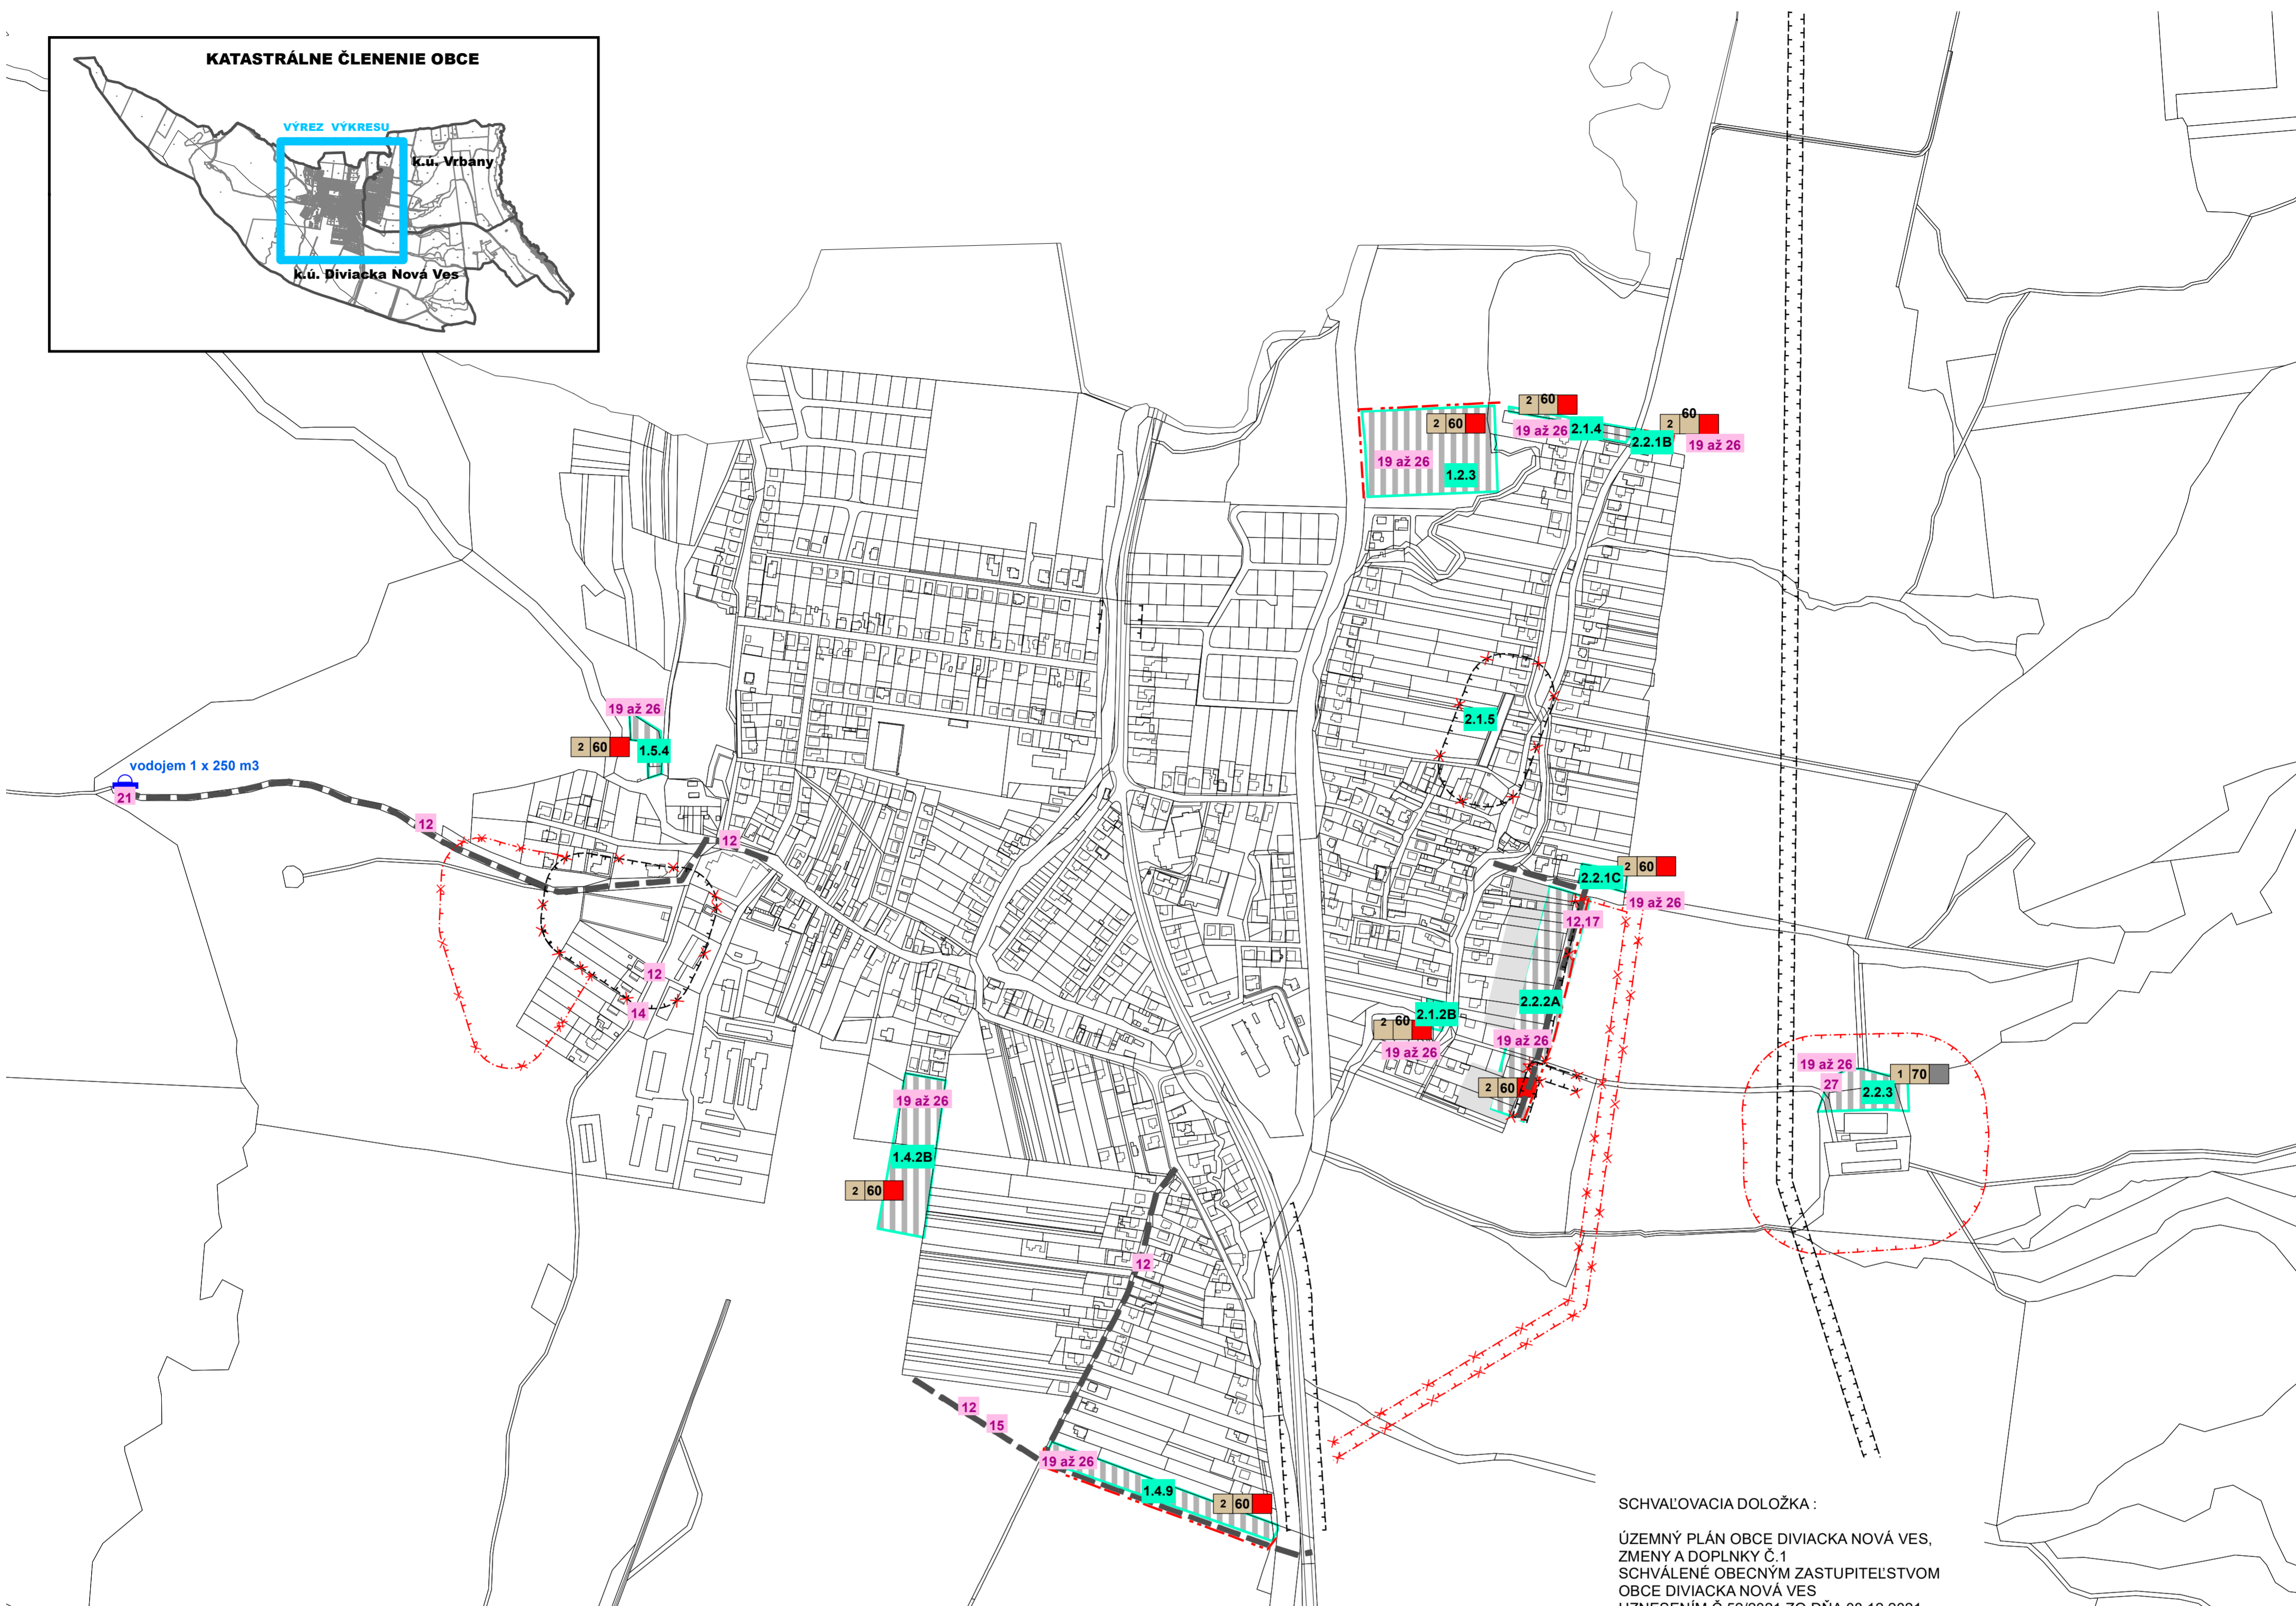 KATASTRÁLNE ČLENENIE OBCE
VÝREZ VÝKRESU
k.ú. Vrbany
k.ú. Diviacka Nová Ves
2 60
2 60
60
2
19 až 26
2.1.4
2.2.1B
19 až 26
19 až 26
1.2.3
19 až 26
2 60
1.5.4
2.1.5
vodojem 1 x 250 m3
21
12
12
2.2.1C
2 60
19 až 26
12,17
12
14
2.2.2A
2.1.2B
2 60
19 až 26
19 až 26
2 60
19 až 26
27
1 70
2.2.3
19 až 26
1.4.2B
2 60
12
12
15
19 až 26
1.4.9
2 60
SCHVAĽOVACIA DOLOŽKA :
ÚZEMNÝ PLÁN OBCE DIVIACKA NOVÁ VES,
ZMENY A DOPLNKY Č.1
SCHVÁLENÉ OBECNÝM ZASTUPITEĽSTVOM
OBCE DIVIACKA NOVÁ VES